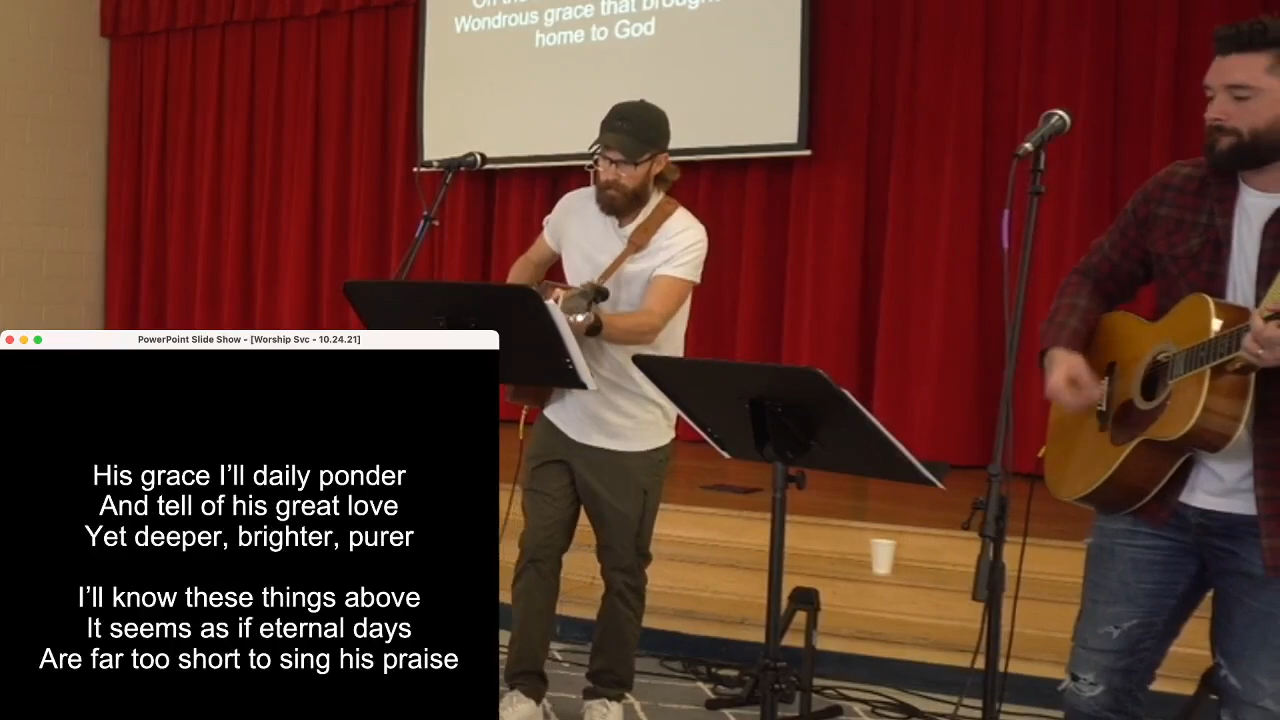 Wondrous grace that brought
home to God
PowerPoint Slide Show - [Worship Svc - 10.24.21]
His grace I’ll daily ponder
And tell of his great love
Yet deeper, brighter, purer
I’ll know these things above
It seems as if eternal days
Are far too short to sing his praise